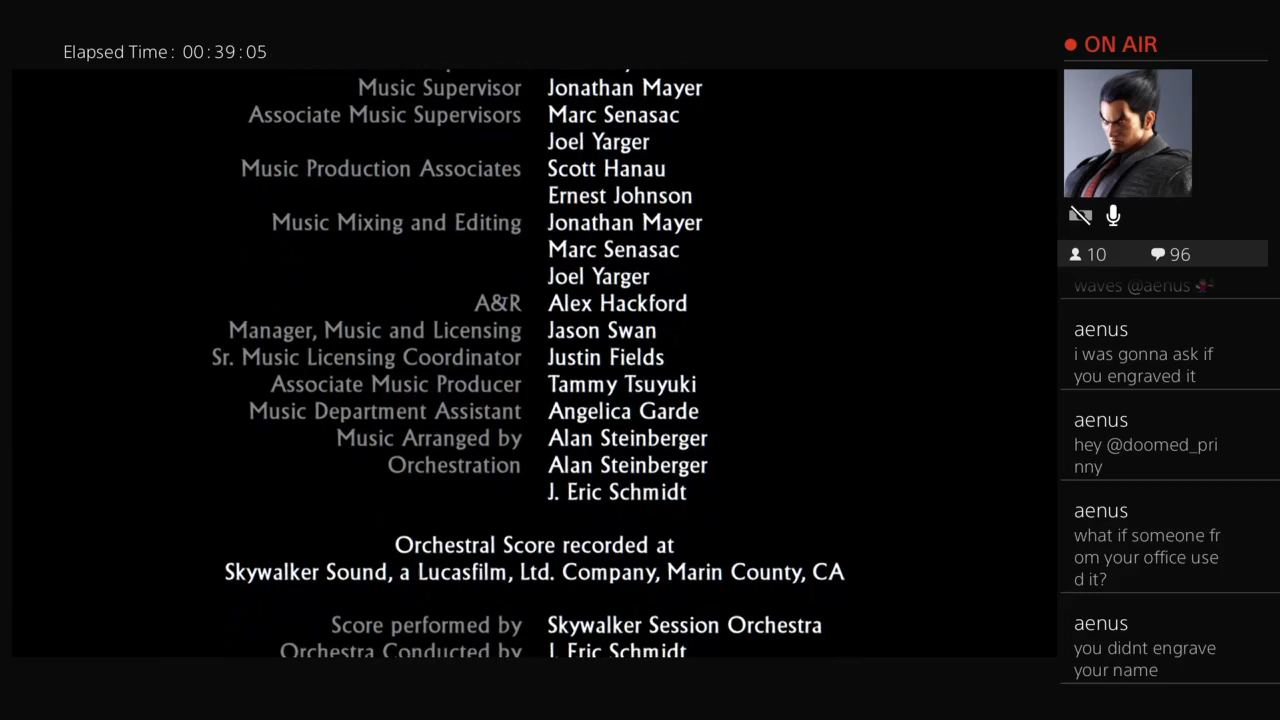 Elapsed Time: 00:39:05
ON AIR
Music Supervisor Jonathan Mayer
Associate Music Supervisors Marc Senasac
Joel Yarger
Music Production Associates Scott Hanau
Ernest Johnson
Music Mixing and Editing Jonathan Mayer
Marc Senasac
Joel Yarger
A&R Alex Hackford
Manager, Music and Licensing Jason Swan
Sr. Music Licensing Coordinator Justin Fields
Associate Music Producer Tammy Tsuyuki
Music Department Assistant Angelica Garde
Music Arranged by Alan Steinberger
Orchestration Alan Steinberger
J. Eric Schmidt
Orchestral Score recorded at
Skywalker Sound, a Lucasfilm, Ltd. Company, Marin County, CA
Score performed by Skywalker Session Orchestra
Orchestra Conducted by J. Eric Schmidt
10 96
waves @aenus
aenus
i was gonna ask if
you engraved it
aenus
hey @doomed_pri
nny
aenus
what if someone fr
om your office use
d it?
aenus
you didnt engrave
your name